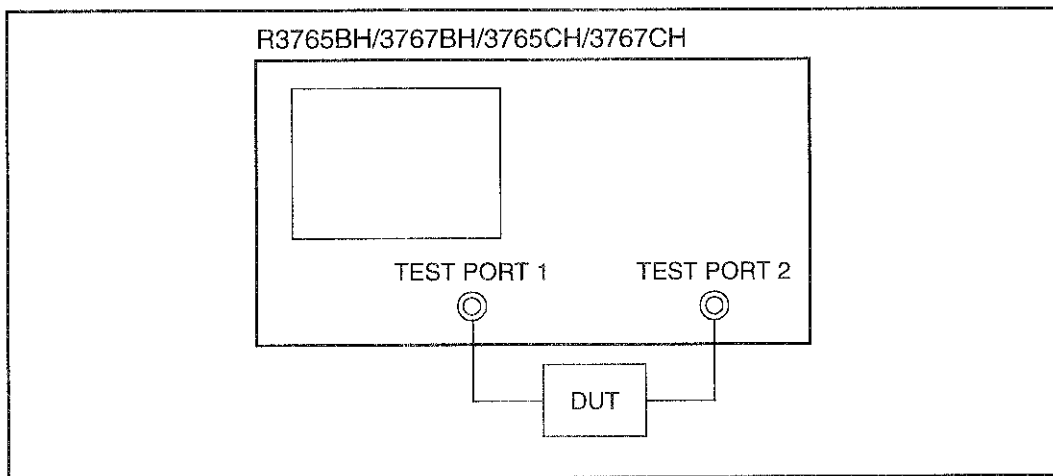 R3765BH/3767BH/3765CH/3767CH
TEST PORT 1
TEST PORT 2
DUT